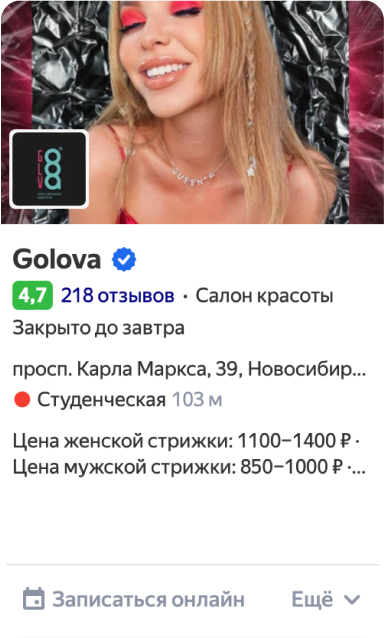 QUEEN
Golova
4,7 218 отзывов · Салон красоты
Закрыто до завтра
просп. Карла Маркса, 39, Новосибир...
Студенческая 103 м
Цена женской стрижки: 1100–1400 ₽ ·
Цена мужской стрижки: 850–1000 ₽ ·...
Записаться онлайн Ещё